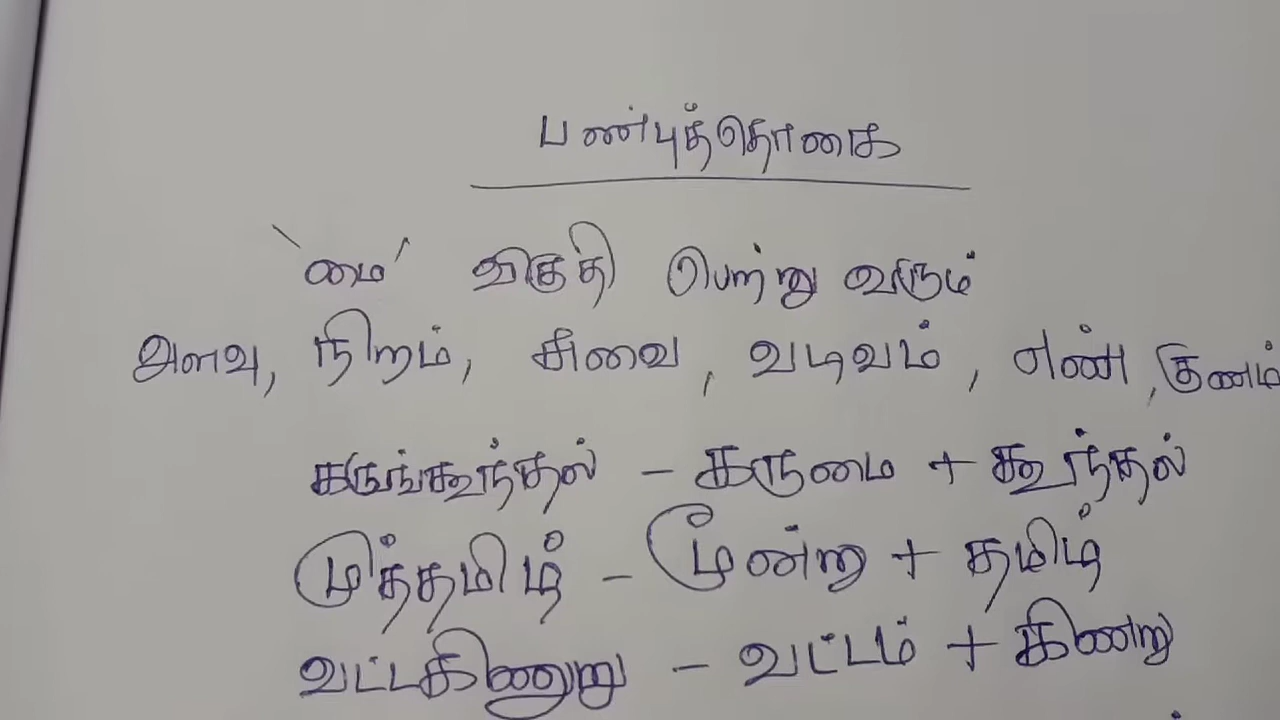 பண்புத்தொகை
'மை' விகுதி பெற்று வரும்
அளவு, நிறம், சுவை, வடிவம், எண், குணம்
கருங்கூந்தல் - கருமை + கூந்தல்
முத்தமிழ் - மூன்று + தமிழ்
வட்டகிணறு - வட்டம் + கிணறு